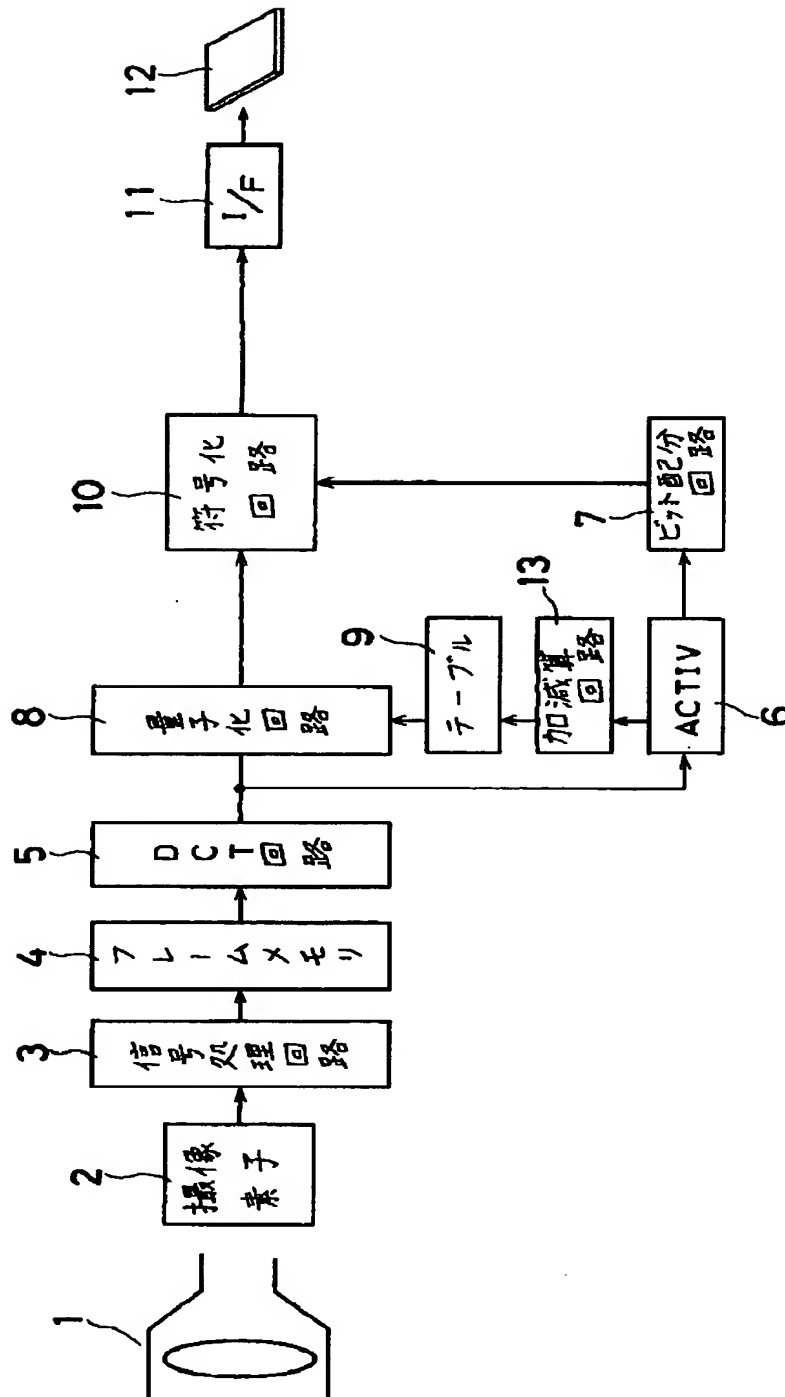 1
2
撮像
素子
3
信号処理回路
4
フレームメモリ
5
DCT回路
8
量子化回路
9
テーブル
13
加減算
回路
6
ACTIV
7
ビット配分
回路
10
符号化
回路
11
I/F
12